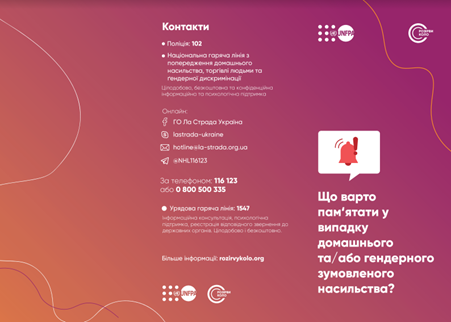 Контакти
Поліція: 102
Національна гаряча лінія з
попередження домашнього
насильства, торгівлі людьми та
гендерної дискримінації
Цілодобово, безкоштовно та конфіденційно
Інформаційна та психологічна підтримка
Онлайн:
ГО Ла Страда Україна
lastrada-ukraine
hotline@la-strada.org.ua
@NHL116123
За телефоном: 116 123
або 0 800 500 335
Урядова гаряча лінія: 1547
Інформаційна консультація, психологічна
підтримка, реєстрація відповідного звернення до
державних органів. Цілодобово і безкоштовно.
Більше інформації: rozirvykolo.org
UNFPA
РОЗІРВИ
КОЛО
UNFPA
РОЗІРВИ
КОЛО
Що варто
пам’ятати у
випадку
домашнього
та/або гендерного
зумовленого
насильства?